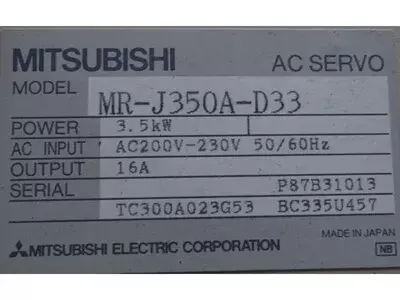 MITSUBISHI AC SERVO
MODEL MR-J350A-D33
POWER 3.5kW
AC INPUT AC200V-230V 50/60Hz
OUTPUT 16A
SERIAL P87B31013
TC300A023G53 BC335U457
MITSUBISHI ELECTRIC CORPORATION MADE IN JAPAN
NB